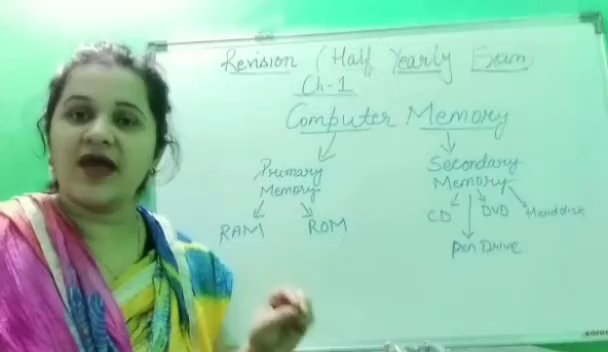 Revision (Half Yearly Exam)
Ch-1
Computer Memory
Primary Memory
Secondary Memory
RAM
ROM
CD
DVD
Harddisk
Pen Drive